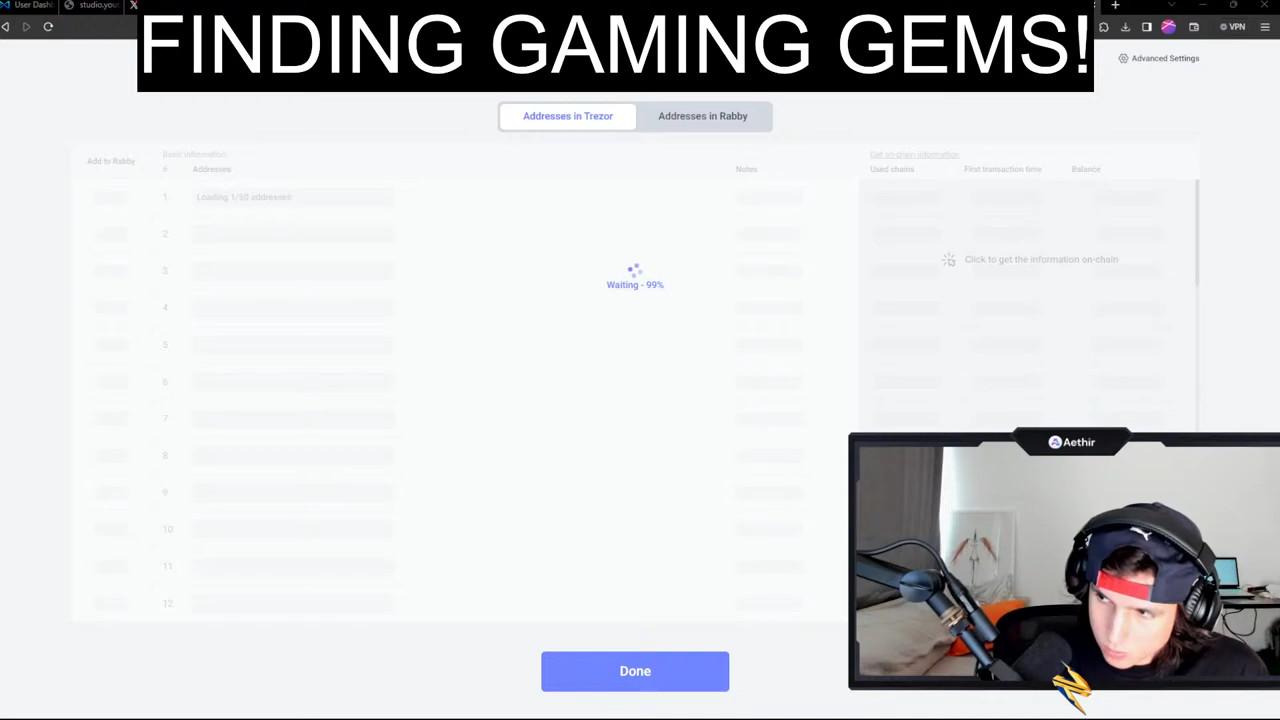 User Dashb
studio.you
FINDING GAMING GEMS!
VPN
Advanced Settings
Addresses in Trezor
Addresses in Rabby
Add to Rabby
Basic information
#
Addresses
Notes
Get on-chain information
Used chains
First transaction time
Balance
1
Loading 1/50 addresses
2
3
Click to get the information on-chain
Waiting - 99%
4
5
6
7
8
9
10
11
12
Aethir
Done